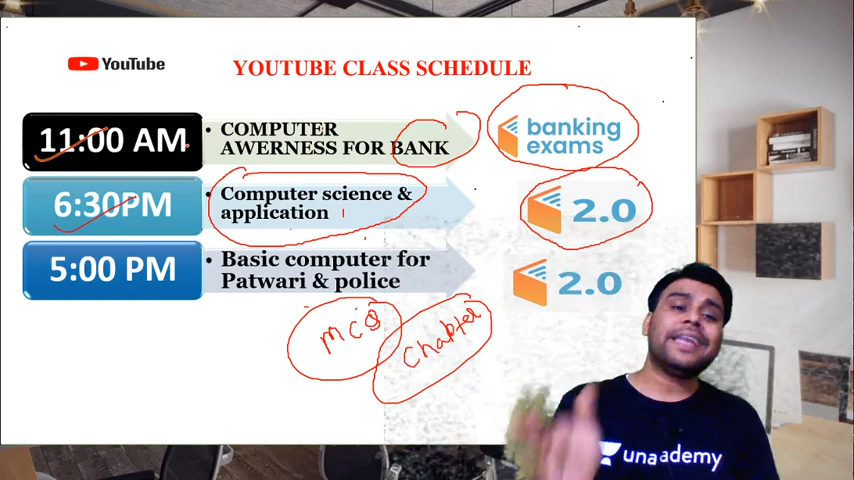 YouTube
YOUTUBE CLASS SCHEDULE
11:00 AM
• COMPUTER
AWERNESS FOR BANK
banking
exams
6:30PM
• Computer science &
application
2.0
5:00 PM
• Basic computer for
Patwari & police
2.0
MCQ
Chapter
unaademy